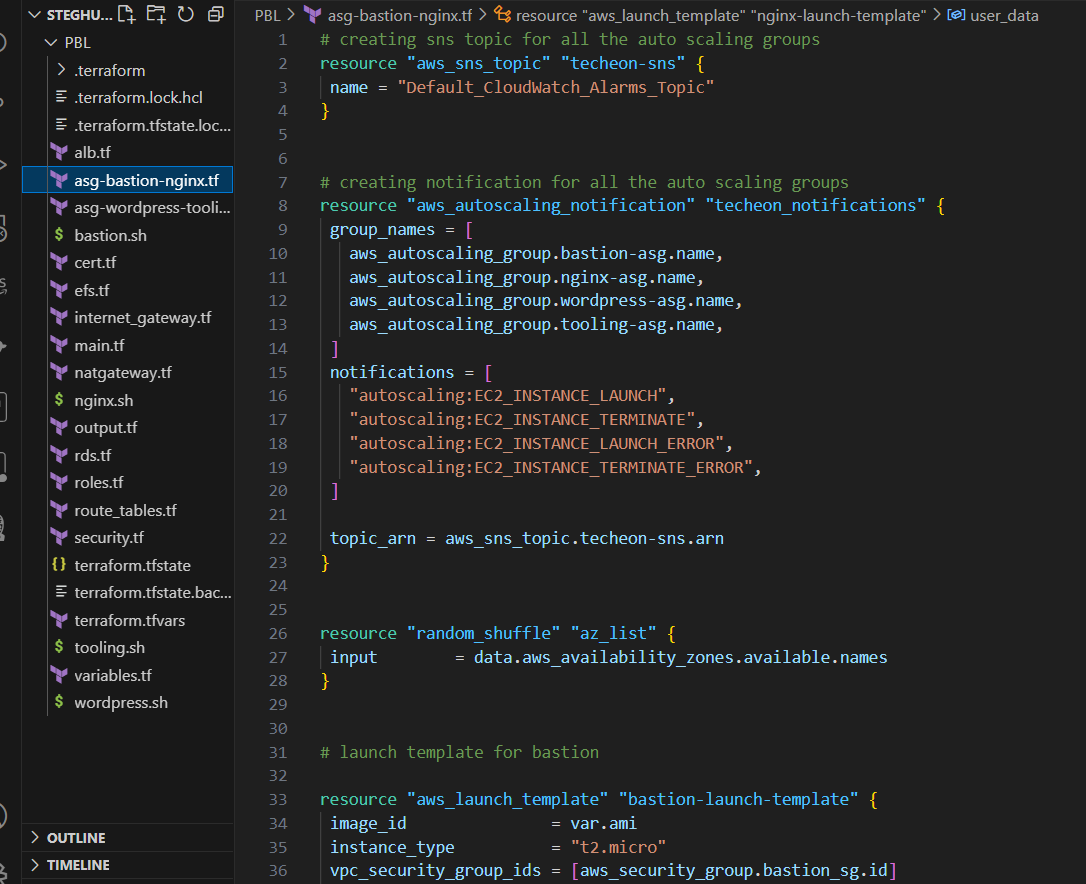 STEGHU...
PBL
.terraform
.terraform.lock.hcl
.terraform.tfstate.loc...
alb.tf
asg-bastion-nginx.tf
asg-wordpress-tooli...
$ bastion.sh
cert.tf
efs.tf
internet_gateway.tf
main.tf
natgateway.tf
$ nginx.sh
output.tf
rds.tf
roles.tf
route_tables.tf
security.tf
{} terraform.tfstate
terraform.tfstate.bac...
terraform.tfvars
$ tooling.sh
variables.tf
$ wordpress.sh
OUTLINE
TIMELINE
PBL > asg-bastion-nginx.tf > resource "aws_launch_template" "nginx-launch-template" > user_data
1 # creating sns topic for all the auto scaling groups
2 resource "aws_sns_topic" "techeon-sns" {
3 name = "Default_CloudWatch_Alarms_Topic"
4 }
5
6
7 # creating notification for all the auto scaling groups
8 resource "aws_autoscaling_notification" "techeon_notifications" {
9 group_names = [
10 aws_autoscaling_group.bastion-asg.name,
11 aws_autoscaling_group.nginx-asg.name,
12 aws_autoscaling_group.wordpress-asg.name,
13 aws_autoscaling_group.tooling-asg.name,
14 ]
15 notifications = [
16 "autoscaling:EC2_INSTANCE_LAUNCH",
17 "autoscaling:EC2_INSTANCE_TERMINATE",
18 "autoscaling:EC2_INSTANCE_LAUNCH_ERROR",
19 "autoscaling:EC2_INSTANCE_TERMINATE_ERROR",
20 ]
21
22 topic_arn = aws_sns_topic.techeon-sns.arn
23 }
24
25
26 resource "random_shuffle" "az_list" {
27 input = data.aws_availability_zones.available.names
28 }
29
30
31 # launch template for bastion
32
33 resource "aws_launch_template" "bastion-launch-template" {
34 image_id = var.ami
35 instance_type = "t2.micro"
36 vpc_security_group_ids = [aws_security_group.bastion_sg.id]